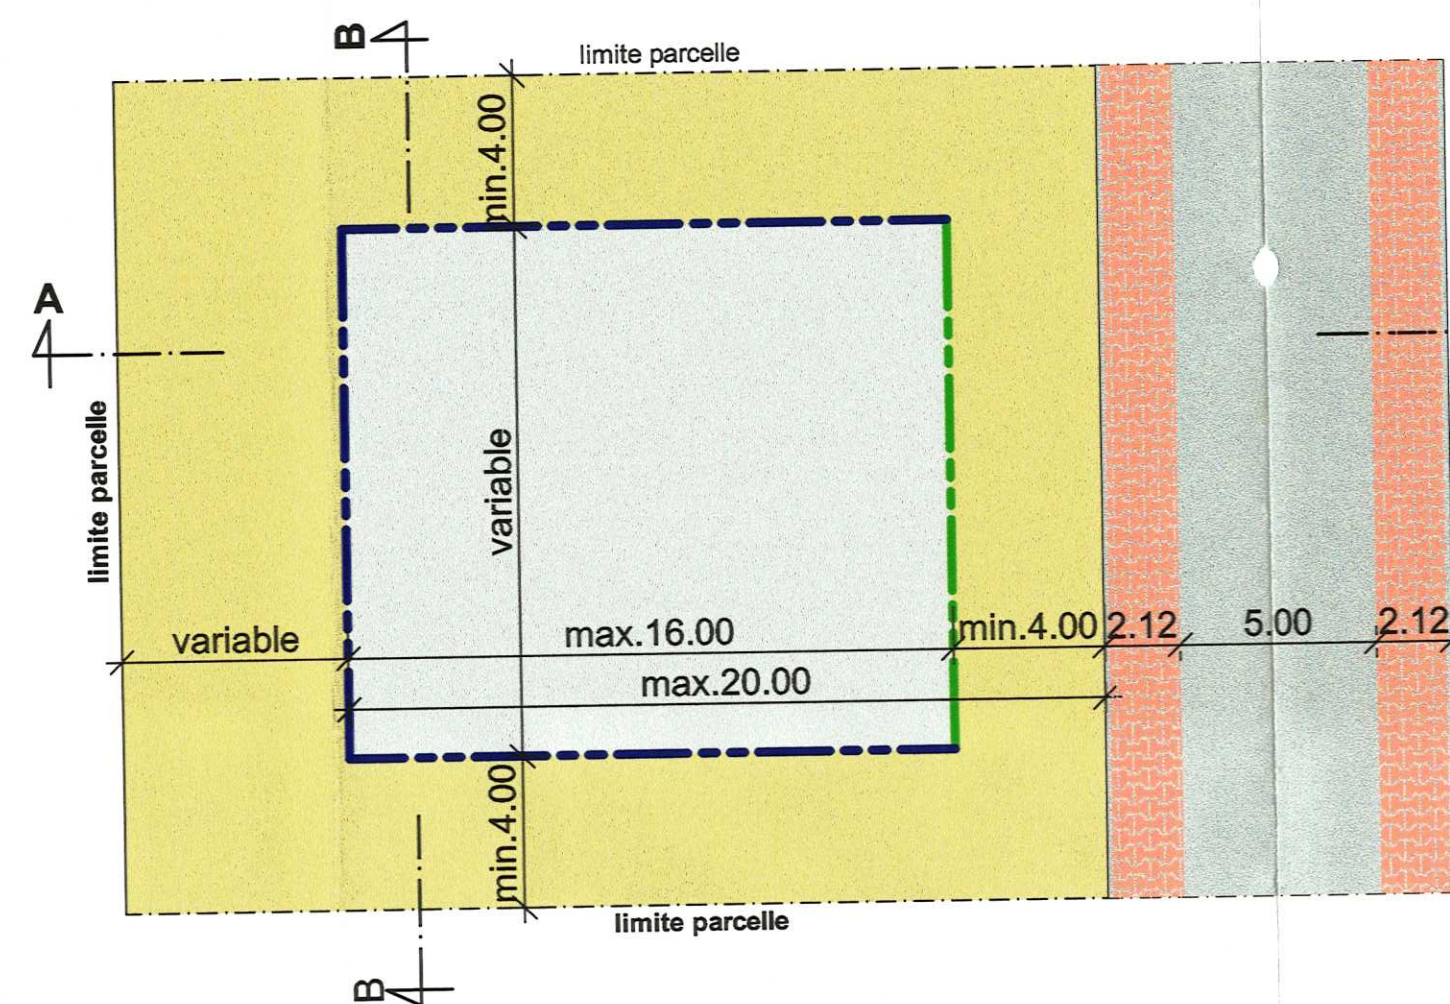 B
limite parcelle
min.4.00
A
limite parcelle
variable
variable
max.16.00
min.4.00
2.12
5.00
2.12
max.20.00
min.4.00
limite parcelle
B